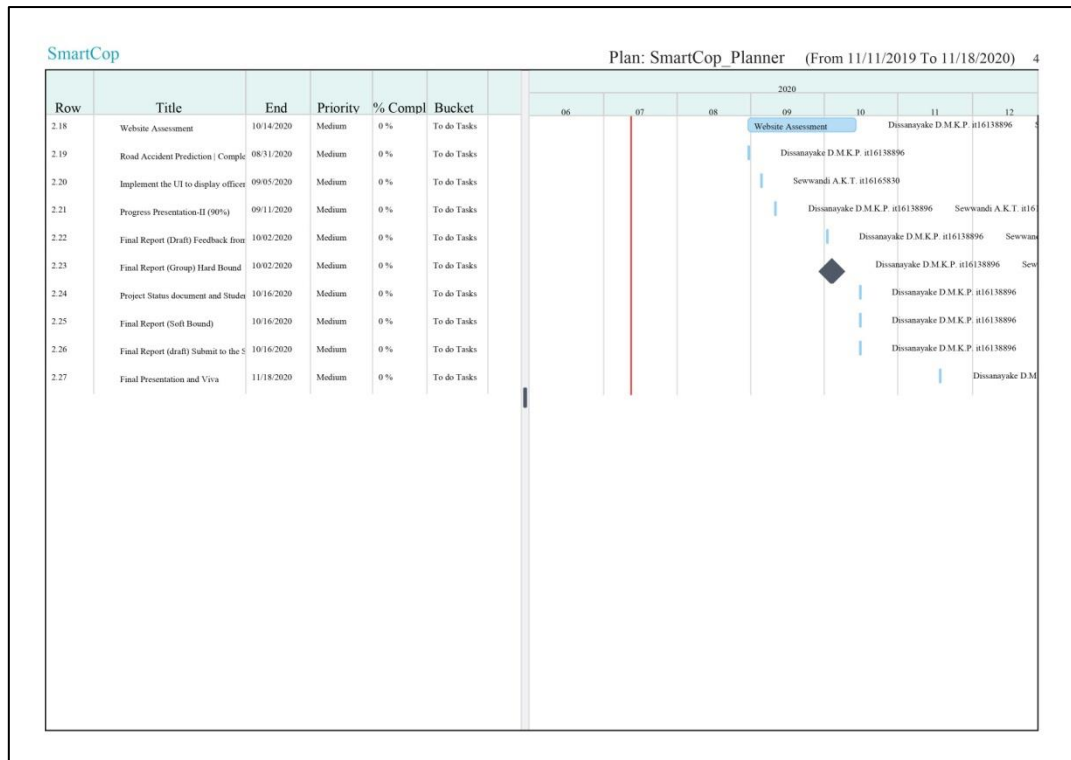 SmartCop
Plan: SmartCop_Planner (From 11/11/2019 To 11/18/2020) 4
2020
Row Title End Priority % Compl Bucket 06 07 08 09 10 11 12
2.18 Website Assessment 10/14/2020 Medium 0 % To do Tasks Website Assessment Dissanayake D.M.K.P. it16138896
2.19 Road Accident Prediction | Comple 08/31/2020 Medium 0 % To do Tasks Dissanayake D.M.K.P. it16138896
2.20 Implement the UI to display officer 09/05/2020 Medium 0 % To do Tasks Sewwandi A.K.T. it16165830
2.21 Progress Presentation-II (90%) 09/11/2020 Medium 0 % To do Tasks Dissanayake D.M.K.P. it16138896 Sewwandi A.K.T. it161
2.22 Final Report (Draft) Feedback from 10/02/2020 Medium 0 % To do Tasks Dissanayake D.M.K.P. it16138896 Sewwan
2.23 Final Report (Group) Hard Bound 10/02/2020 Medium 0 % To do Tasks Dissanayake D.M.K.P. it16138896 Sew
2.24 Project Status document and Studen 10/16/2020 Medium 0 % To do Tasks Dissanayake D.M.K.P. it16138896
2.25 Final Report (Soft Bound) 10/16/2020 Medium 0 % To do Tasks Dissanayake D.M.K.P. it16138896
2.26 Final Report (draft) Submit to the S 10/16/2020 Medium 0 % To do Tasks Dissanayake D.M.K.P. it16138896
2.27 Final Presentation and Viva 11/18/2020 Medium 0 % To do Tasks Dissanayake D.M